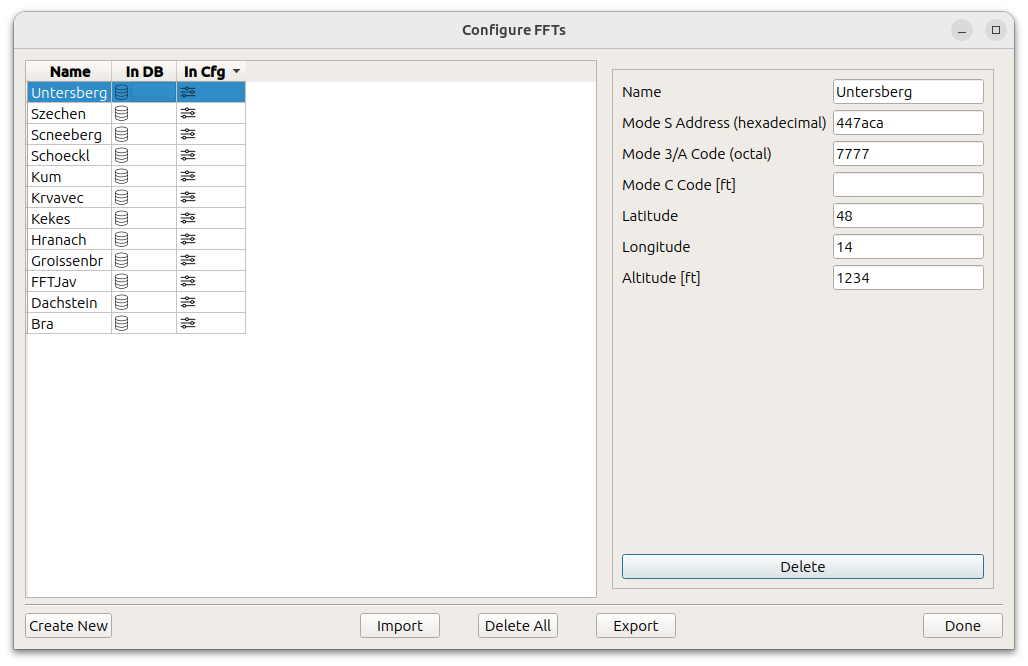 Configure FFTs
Name In DB In Cfg
Untersberg
Szechen
Scneeberg
Schoeckl
Kum
Krvavec
Kekes
Hranach
Groissenbr
FFTJav
Dachstein
Bra
Name Untersberg
Mode S Address (hexadecimal) 447aca
Mode 3/A Code (octal) 7777
Mode C Code [ft]
Latitude 48
Longitude 14
Altitude [ft] 1234
Delete
Create New Import Delete All Export Done